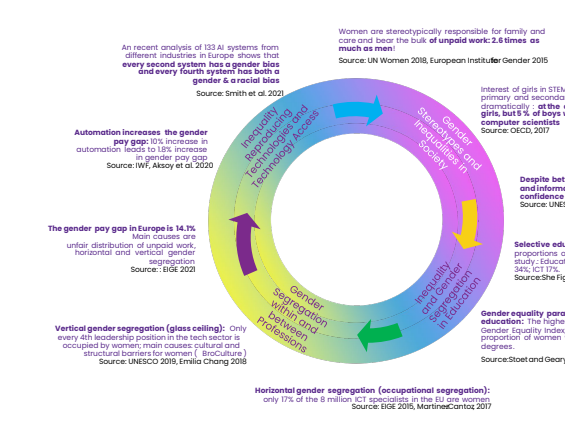 Women are stereotypically responsible for family and
care and bear the bulk of unpaid work: 2.6 times as
much as men!
Source: UN Women 2018, European Institute for Gender 2015
An recent analysis of 133 AI systems from
different industries in Europe shows that
every second system has a gender bias
and every fourth system has both a
gender & a racial bias
Source: Smith et al. 2021
Interest of girls in STEM
primary and seconda
dramatically : at the
girls, but 5 % of boys
computer scientists
Source: OECD, 2017
Automation increases the gender
pay gap: 10% increase in
automation leads to 1.8% increase
in gender pay gap
Source: IWF, Aksoy et al. 2020
Despite bet
and informa
confident th
Source: UNES
The gender pay gap in Europe is 14.1%
Main causes are
unfair distribution of unpaid work,
horizontal and vertical gender
segregation
Source: : EIGE 2021
Selective edu
proportions o
study: Educat
34%; ICT 17%.
Source:She Fig
Gender equality para
education: The highe
Gender Equality Index
proportion of women
degrees.
Source:Stoet and Geary
Vertical gender segregation (glass ceiling): Only
every 4th leadership position in the tech sector is
occupied by women; main causes: cultural and
structural barriers for women ( BroCulture )
Source: UNESCO 2019, Emilia Chang 2018
Horizontal gender segregation (occupational segregation):
only 17% of the 8 million ICT specialists in the EU are women
Source: EIGE 2015, MartinezCantoz 2017
Gender
Stereotypes and
Inequalities in
Society
Inequality
and Gender
Segregation
in Education
Gender
Segregation
within and
between
Professions
Inequality
Reproducing
Technologies and
Technology Access